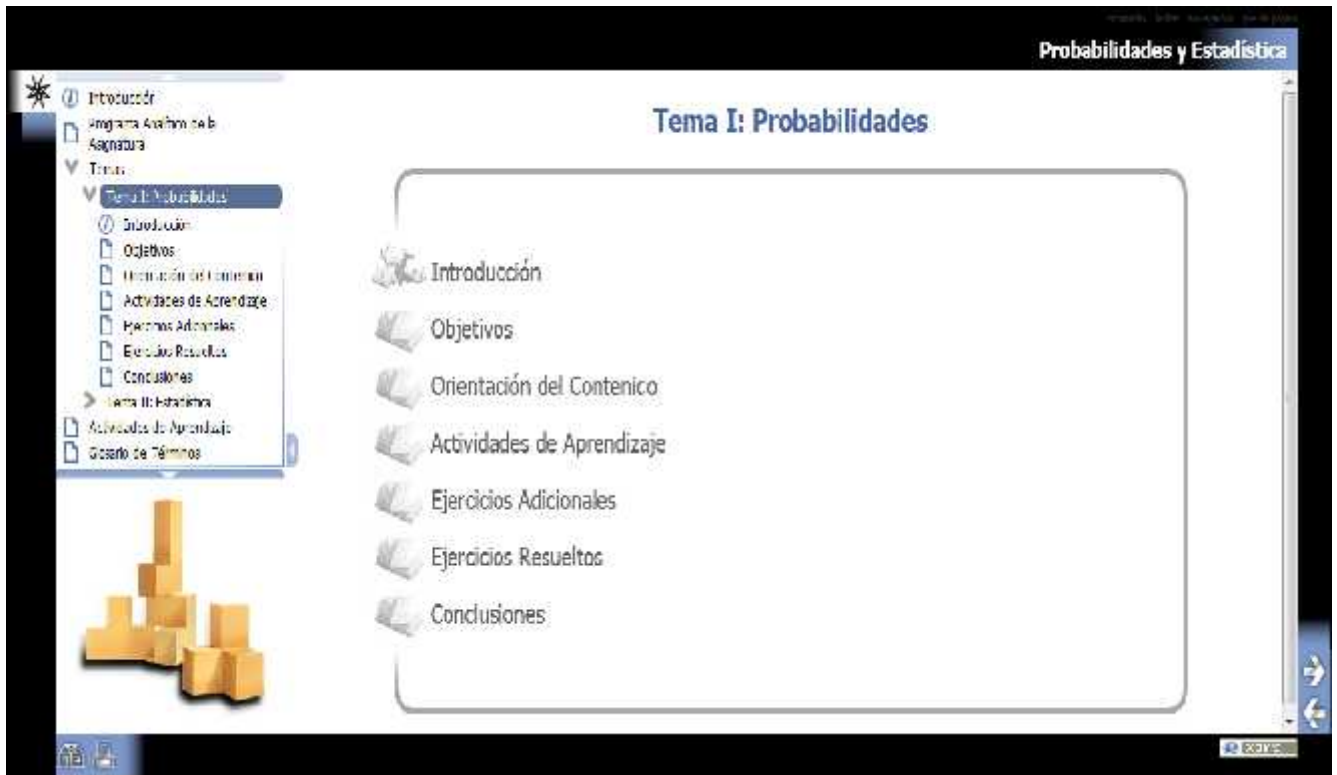 Probabilidades y Estadística
Introducción
Programa Analítico de la
Asignatura
Temas
Tema I: Probabilidades
Introducción
Objetivos
Orientación del Contenido
Actividades de Aprendizaje
Ejercicios Adicionales
Ejercicios Resueltos
Conclusiones
Tema II: Estadística
Actividades de Aprendizaje
Glosario de Términos
Tema I: Probabilidades
Introducción
Objetivos
Orientación del Contenico
Actividades de Aprendizaje
Ejercicios Adicionales
Ejercicios Resueltos
Conclusiones